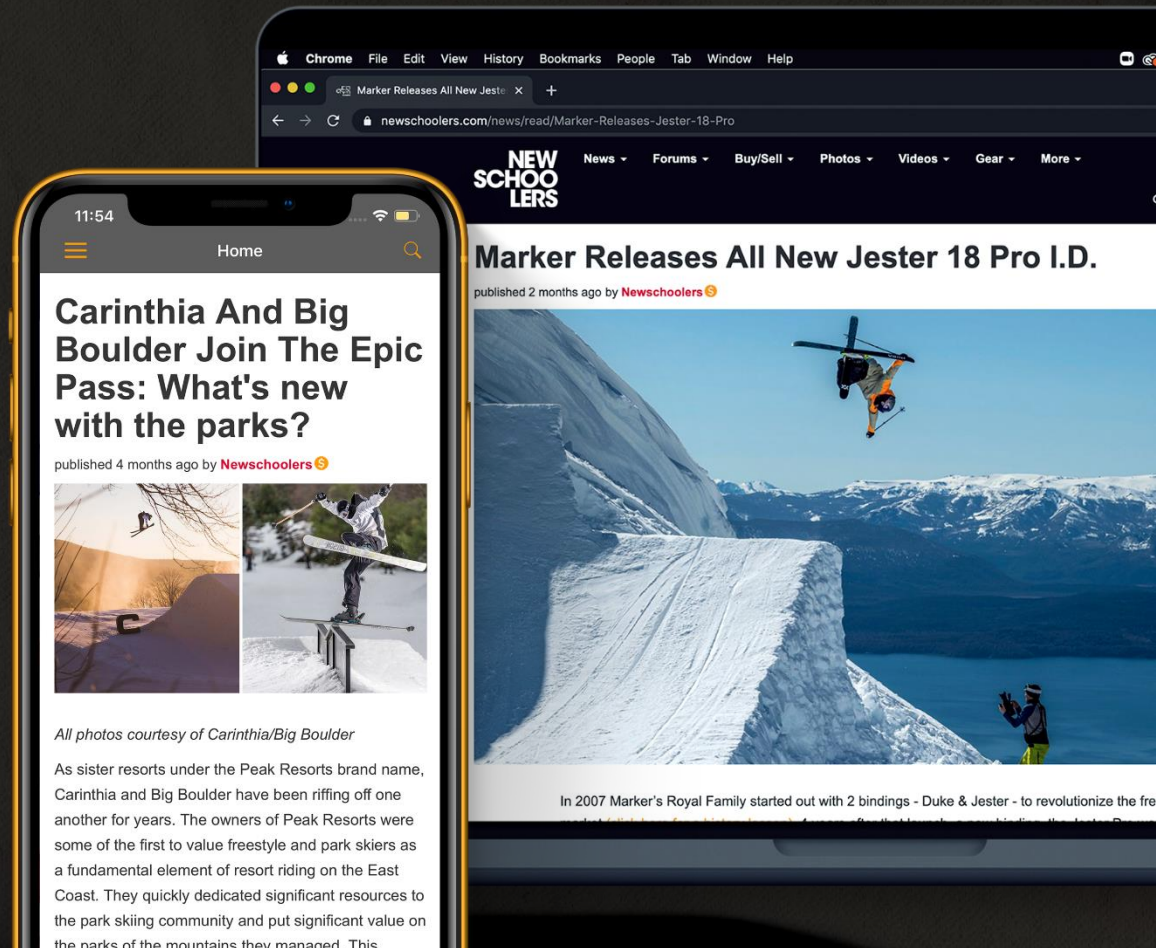 Chrome File Edit View History Bookmarks People Tab Window Help
Marker Releases All New Jeste
newschoolers.com/news/read/Marker-Releases-Jester-18-Pro
NEW
SCHOO
LERS
News Forums Buy/Sell Photos Videos Gear More
Marker Releases All New Jester 18 Pro I.D.
published 2 months ago by Newschoolers
In 2007 Marker's Royal Family started out with 2 bindings - Duke & Jester - to revolutionize the fre
11:54
Home
Carinthia And Big
Boulder Join The Epic
Pass: What's new
with the parks?
published 4 months ago by Newschoolers
All photos courtesy of Carinthia/Big Boulder
As sister resorts under the Peak Resorts brand name,
Carinthia and Big Boulder have been riffing off one
another for years. The owners of Peak Resorts were
some of the first to value freestyle and park skiers as
a fundamental element of resort riding on the East
Coast. They quickly dedicated significant resources to
the park skiing community and put significant value on
the parks of the mountains they managed. This